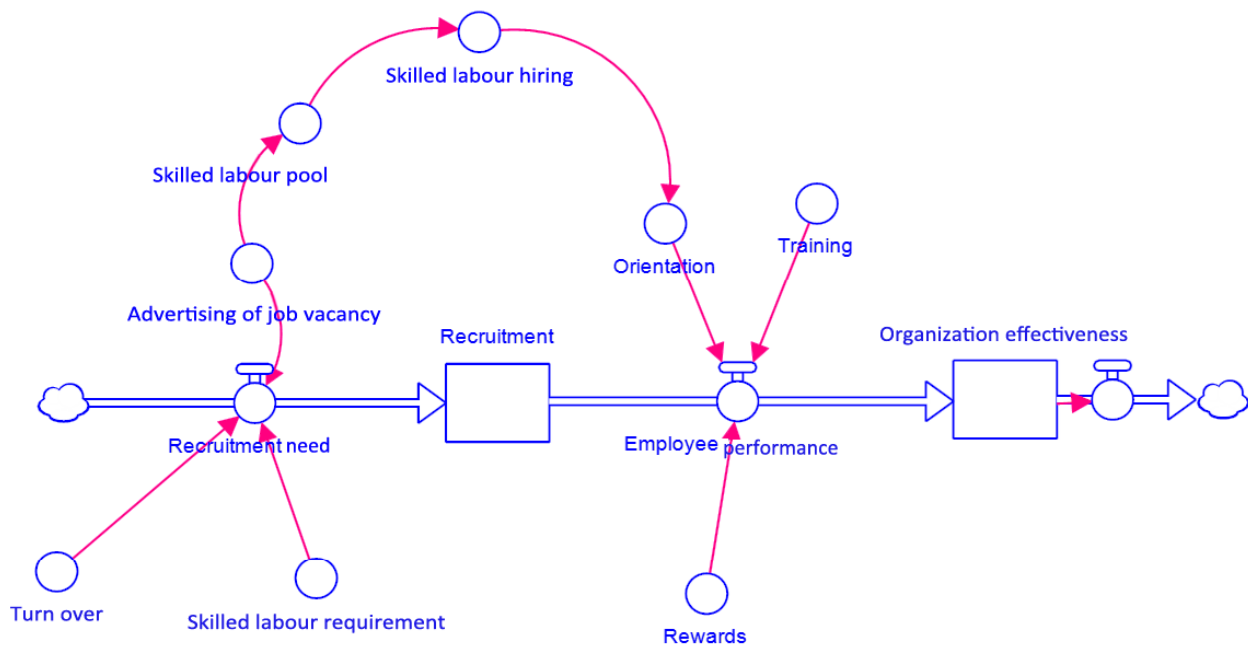 Skilled labour hiring
Skilled labour pool
Training
Orientation
Advertising of job vacancy
Recruitment
Organization effectiveness
Recruitment need
Employee performance
Turn over
Skilled labour requirement
Rewards